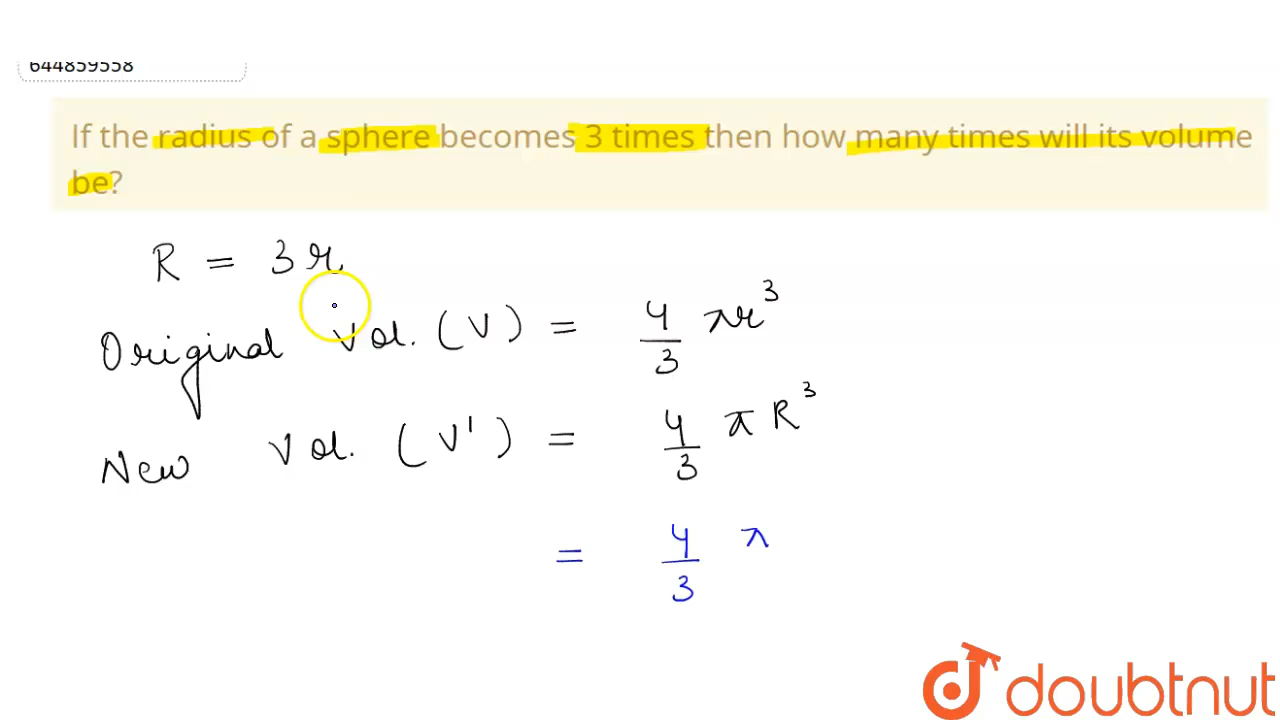 644859558
If the radius of a sphere becomes 3 times then how many times will its volume
be?
R = 3r
Original Vol. (V) = 4/3 πr³
New Vol. (V') = 4/3 π R³
= 4/3 π
doubtnut